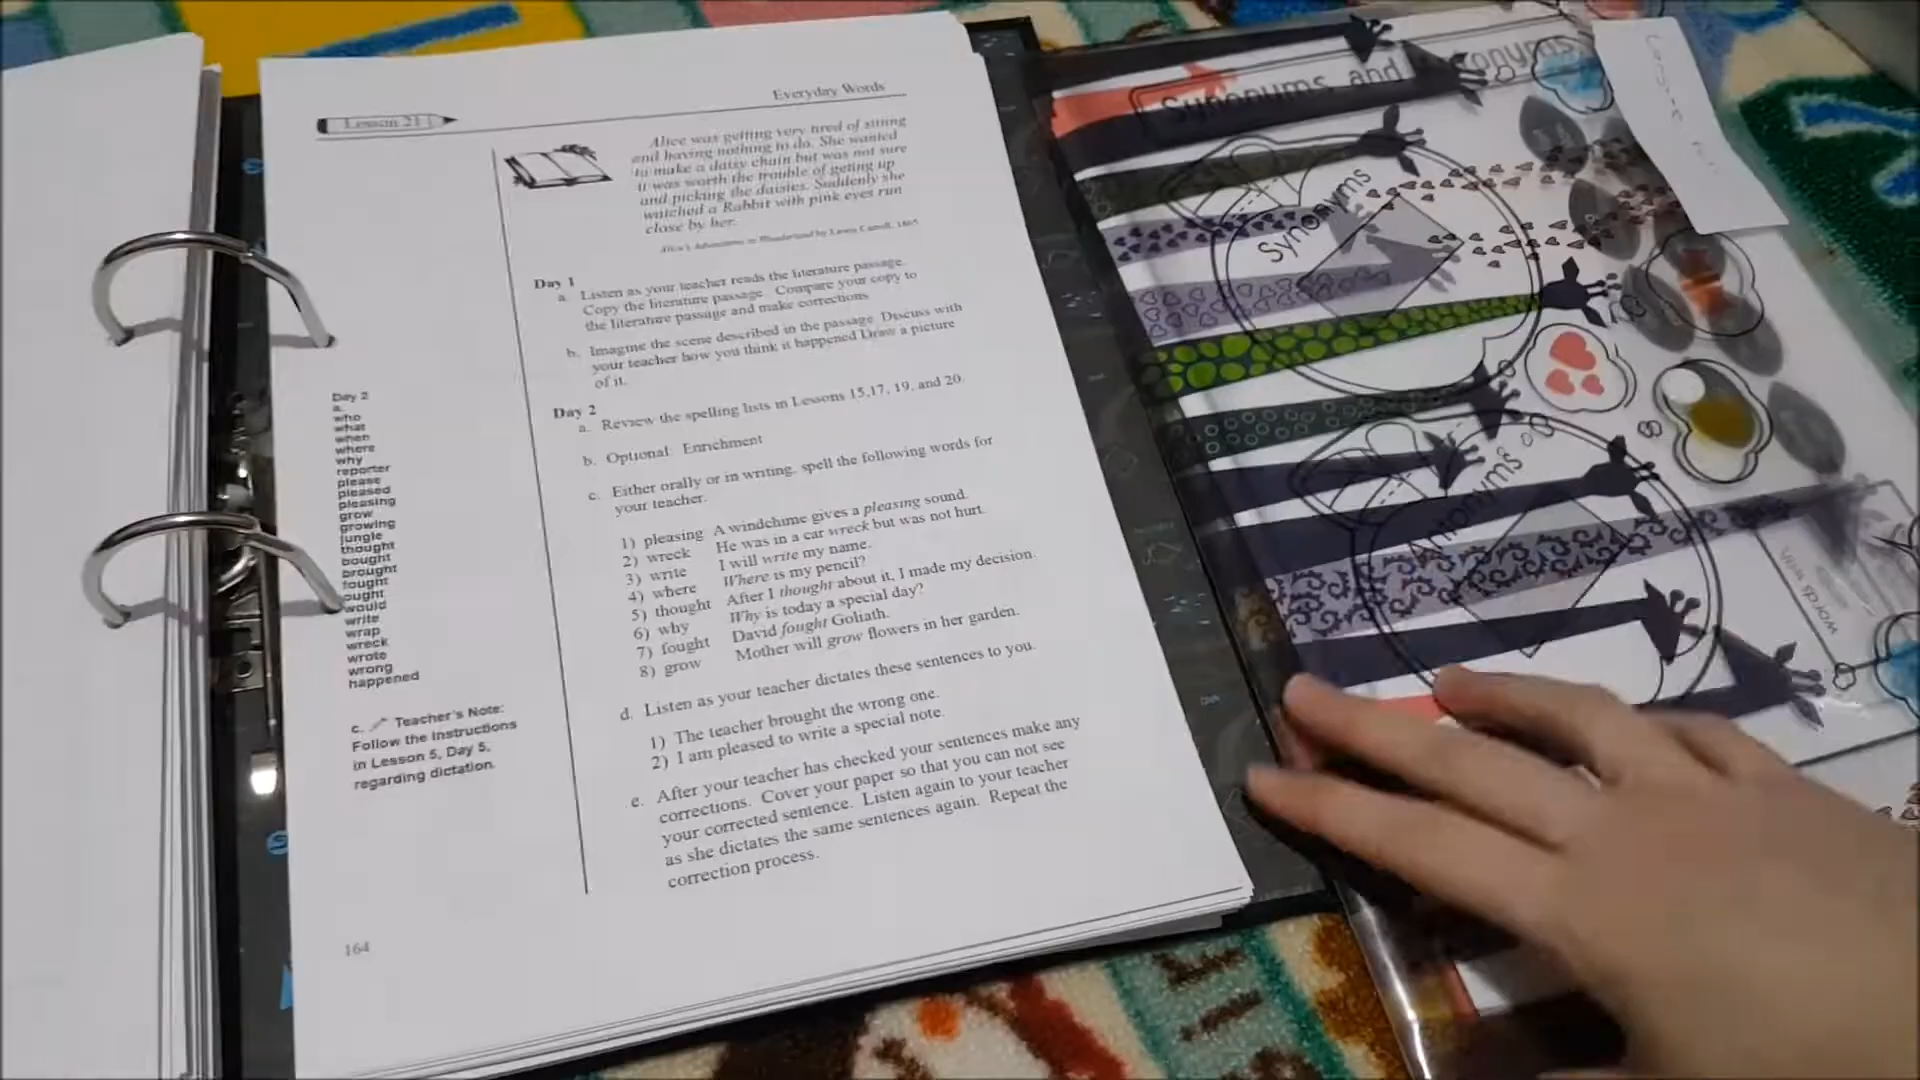 Everyday Words
Lesson 21
Alice was getting very tired of sitting
and having nothing to do. She wanted
to make a daisy chain but was not sure
it was worth the trouble of getting up
and picking the daisies. Suddenly she
watched a Rabbit with pink eyes run
close by her.
Alice's Adventures in Wonderland by Lewis Carroll, 1865
Day 1
a. Listen as your teacher reads the literature passage.
Copy the literature passage. Compare your copy to
the literature passage and make corrections
b. Imagine the scene described in the passage. Discuss with
your teacher how you think it happened Draw a picture
of it.
Day 2
a. Review the spelling lists in Lessons 15,17, 19, and 20.
b. Optional: Enrichment
c. Either orally or in writing, spell the following words for
your teacher.
1) pleasing A windchime gives a pleasing sound.
2) wreck He was in a car wreck but was not hurt.
3) write I will write my name.
4) where Where is my pencil?
5) thought After I thought about it, I made my decision.
6) why Why is today a special day?
7) fought David fought Goliath.
8) grow Mother will grow flowers in her garden.
d. Listen as your teacher dictates these sentences to you.
1) The teacher brought the wrong one.
2) I am pleased to write a special note.
e. After your teacher has checked your sentences make any
corrections. Cover your paper so that you can not see
your corrected sentence. Listen again to your teacher
as she dictates the same sentences again. Repeat the
correction process.
Day 2
a.
who
what
when
where
why
reporter
please
pleased
pleasing
grow
growing
jungle
thought
bought
brought
fought
ought
would
write
wrap
wreck
wrote
wrong
happened
c. Teacher's Note:
Follow the Instructions
in Lesson 5, Day 5,
regarding dictation.
164
Synonyms and
Synonyms
Antonyms
words with